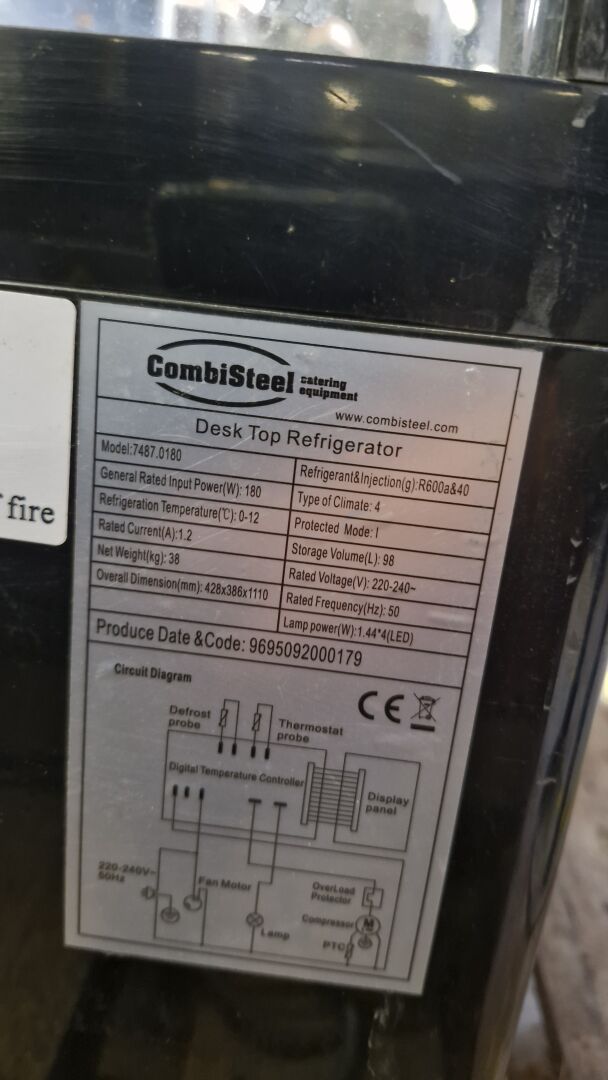 CombiSteel catering
equipment
www.combisteel.com
Desk Top Refrigerator
Model:7487.0180
General Rated Input Power(W): 180
Refrigeration Temperature(℃): 0-12
Rated Current(A):1.2
Net Weight(kg): 38
Overall Dimension(mm): 428x386x1110
Refrigerant&Injection(g):R600a&40
Type of Climate: 4
Protected Mode: I
Storage Volume(L): 98
Rated Voltage(V): 220-240~
Rated Frequency(Hz): 50
Lamp power(W):1.44*4(LED)
Produce Date &Code: 9695092000179
Circuit Diagram
CE
Defrost
probe
Thermostat
probe
Digital Temperature Controller
Display
panel
220-240V~
50Hz
Fan Motor
Lamp
OverLoad
Protector
Compressor
M
PTC
fire